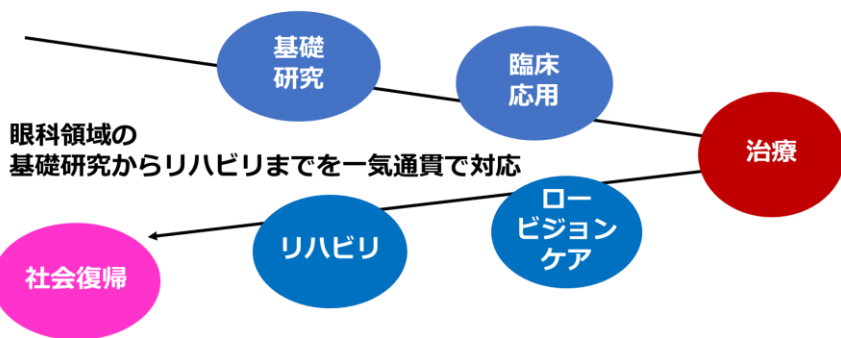 基礎
研究
臨床
応用
治療
眼科領域の
基礎研究からリハビリまでを一気通貫で対応
ロー
ビジョン
ケア
リハビリ
社会復帰